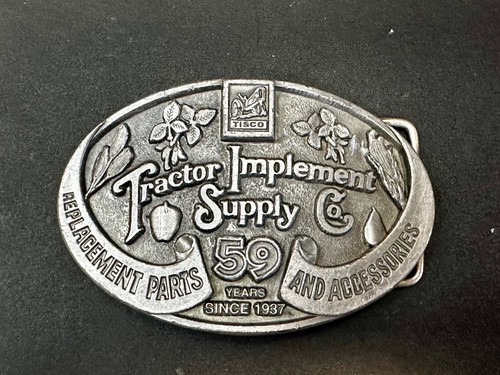 TISCO
Tractor Implement
Supply Co.
59
REPLACEMENT PARTS
AND ACCESSORIES
YEARS
SINCE 1937